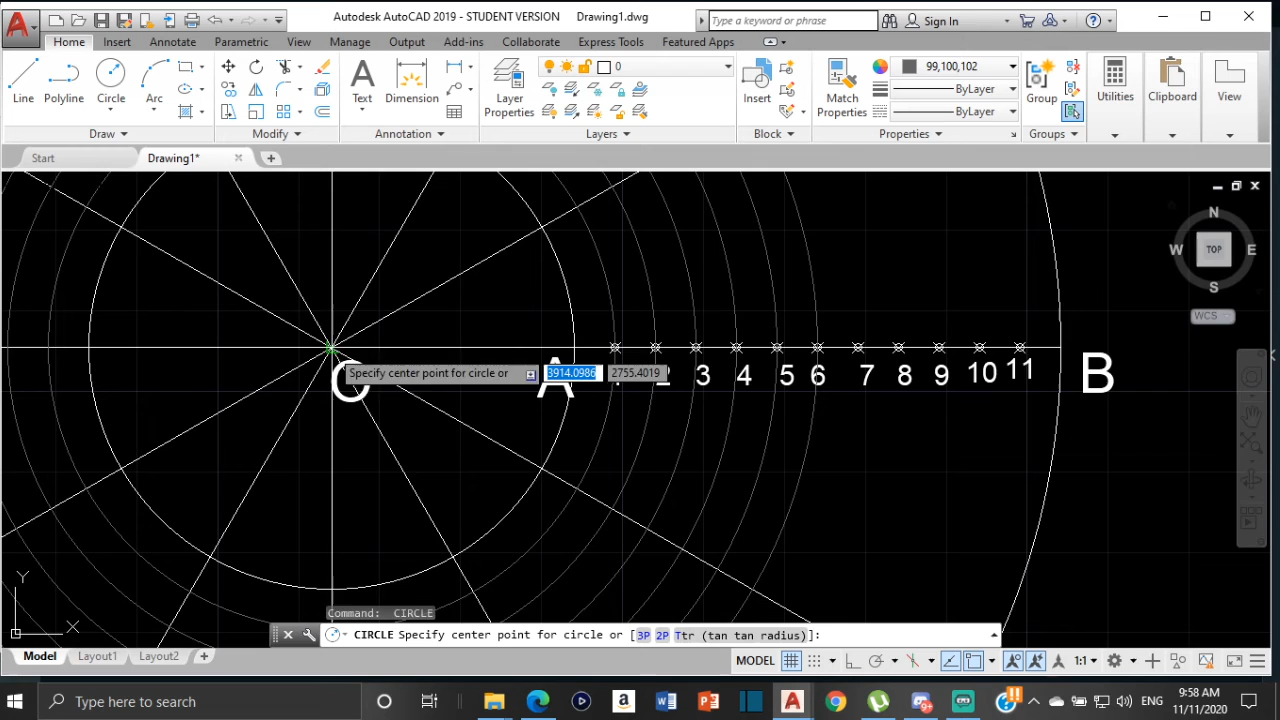 Autodesk AutoCAD 2019 - STUDENT VERSION Drawing1.dwg
Type a keyword or phrase
Sign In
Home Insert Annotate Parametric View Manage Output Add-ins Collaborate Express Tools Featured Apps
Line Polyline Circle Arc
Text Dimension
Layer Properties
0
Insert
Match Properties
99,100,102
ByLayer
ByLayer
Group
Utilities
Clipboard
View
Draw Modify Annotation Layers Block Properties Groups
Start Drawing1*
N
W TOP E
S
WCS
O A 2 3 4 5 6 7 8 9 10 11 B
Specify center point for circle or 3914.0986 2755.4019
Y
X
Command: CIRCLE
CIRCLE Specify center point for circle or [3P 2P Ttr (tan tan radius)]:
Model Layout1 Layout2
MODEL 1:1
Type here to search
ENG
9:58 AM
11/11/2020